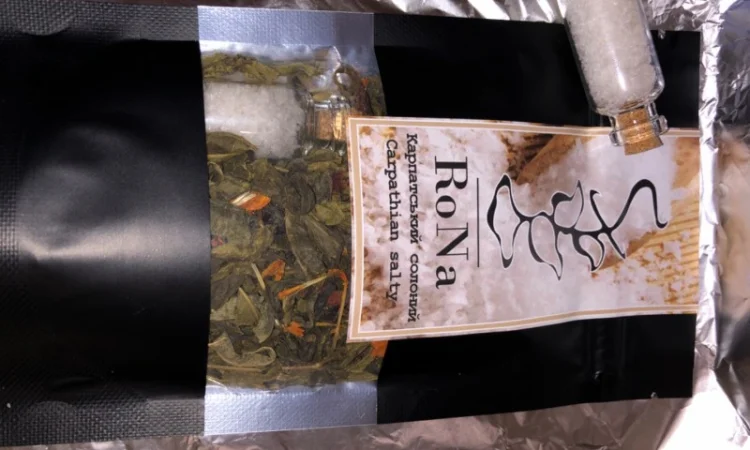 RoNa
Карпатський солоний
Carpathian salty